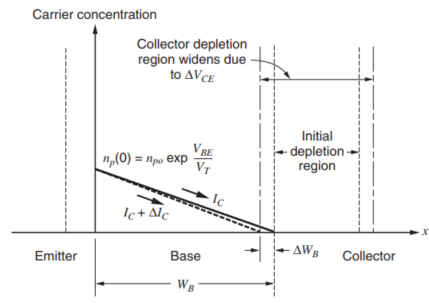 Carrier concentration
Collector depletion
region widens due
to ΔV_CE
Initial
depletion
region
n_p(0) = n_po exp V_BE / V_T
I_C
I_C + ΔI_C
x
Emitter
Base
ΔW_B
Collector
W_B